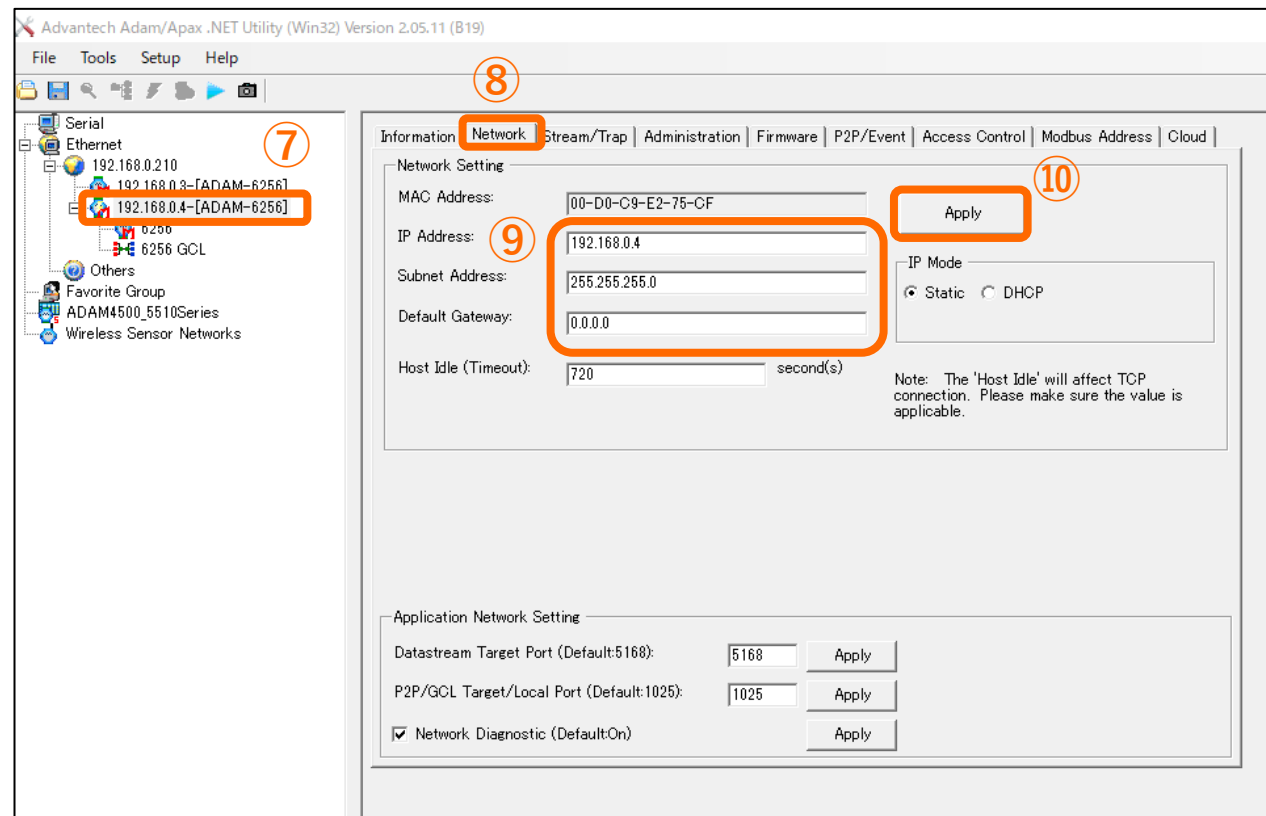 Advantech Adam/Apax .NET Utility (Win32) Version 2.05.11 (B19)
File Tools Setup Help
⑧
Serial
Ethernet
⑦
192.168.0.210
192.168.0.3-[ADAM-6256]
192.168.0.4-[ADAM-6256]
6256
6256 GCL
Others
Favorite Group
ADAM4500_5510Series
Wireless Sensor Networks
Information Network Stream/Trap Administration Firmware P2P/Event Access Control Modbus Address Cloud
Network Setting
MAC Address: 00-D0-C9-E2-75-CF
⑩
Apply
IP Address: ⑨ 192.168.0.4
Subnet Address: 255.255.255.0
Default Gateway: 0.0.0.0
IP Mode
Static DHCP
Host Idle (Timeout): 720 second(s)
Note: The 'Host Idle' will affect TCP
connection. Please make sure the value is
applicable.
Application Network Setting
Datastream Target Port (Default:5168): 5168 Apply
P2P/GCL Target/Local Port (Default:1025): 1025 Apply
Network Diagnostic (Default:On) Apply